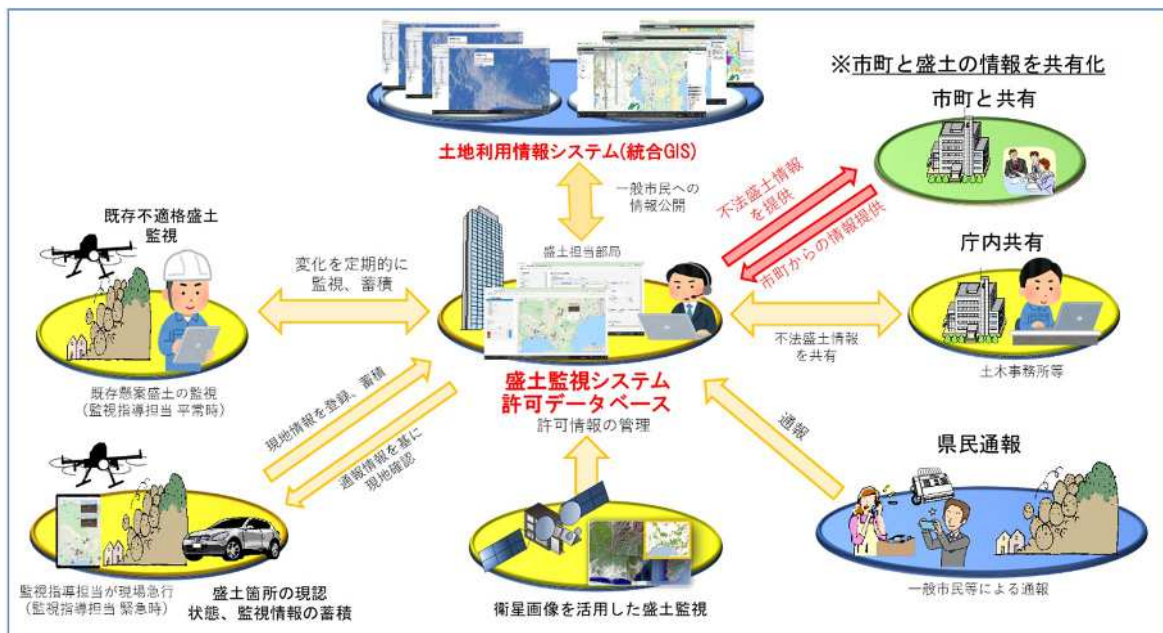 ※市町と盛土の情報を共有化
市町と共有
土地利用情報システム(統合GIS)
一般市民への
情報公開
不法盛土情報
を提供
市町からの情報提供
既存不適格盛土
監視
変化を定期的に
監視、蓄積
盛土担当部局
庁内共有
不法盛土情報
を共有
土木事務所等
既存懸案盛土の監視
(監視指導担当 平常時)
盛土監視システム
許可データベース
許可情報の管理
現地情報を登録、蓄積
通報情報を基に
現地確認
通報
県民通報
一般市民等による通報
監視指導担当が現場急行
(監視指導担当 緊急時)
盛土箇所の現認
状態、監視情報の蓄積
衛星画像を活用した盛土監視